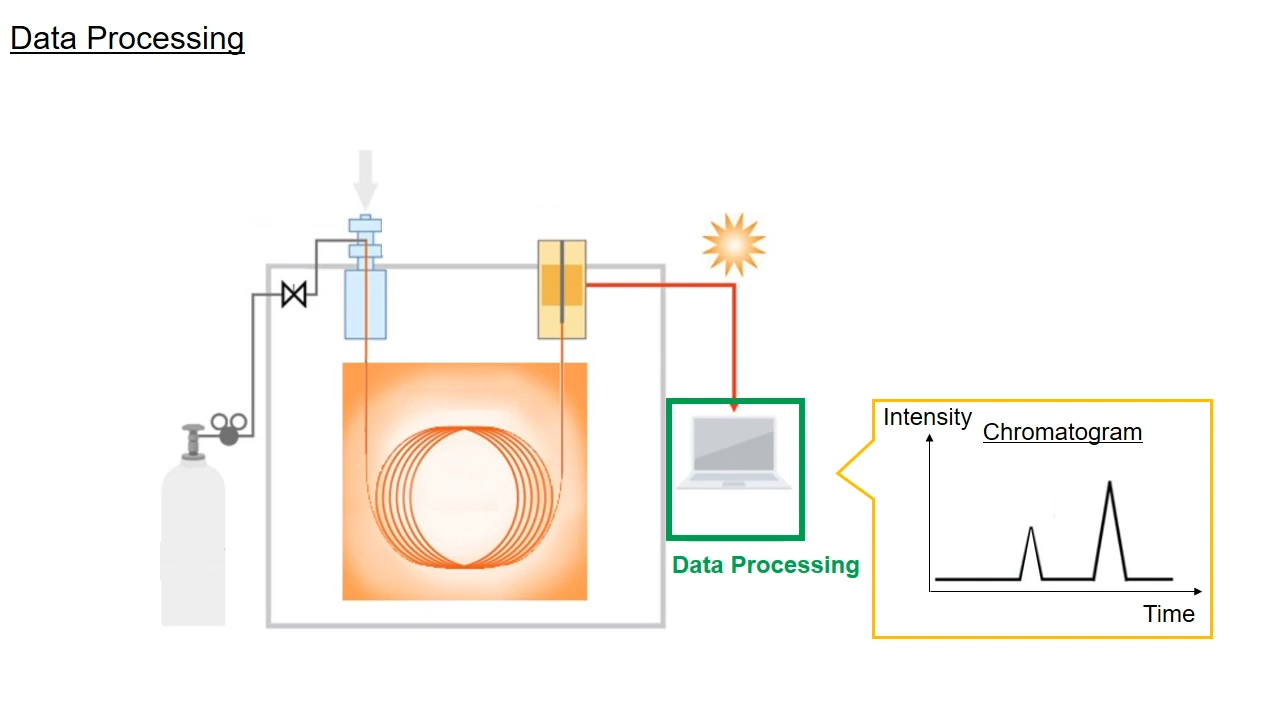 Data Processing
Intensity
Chromatogram
Data Processing
Time